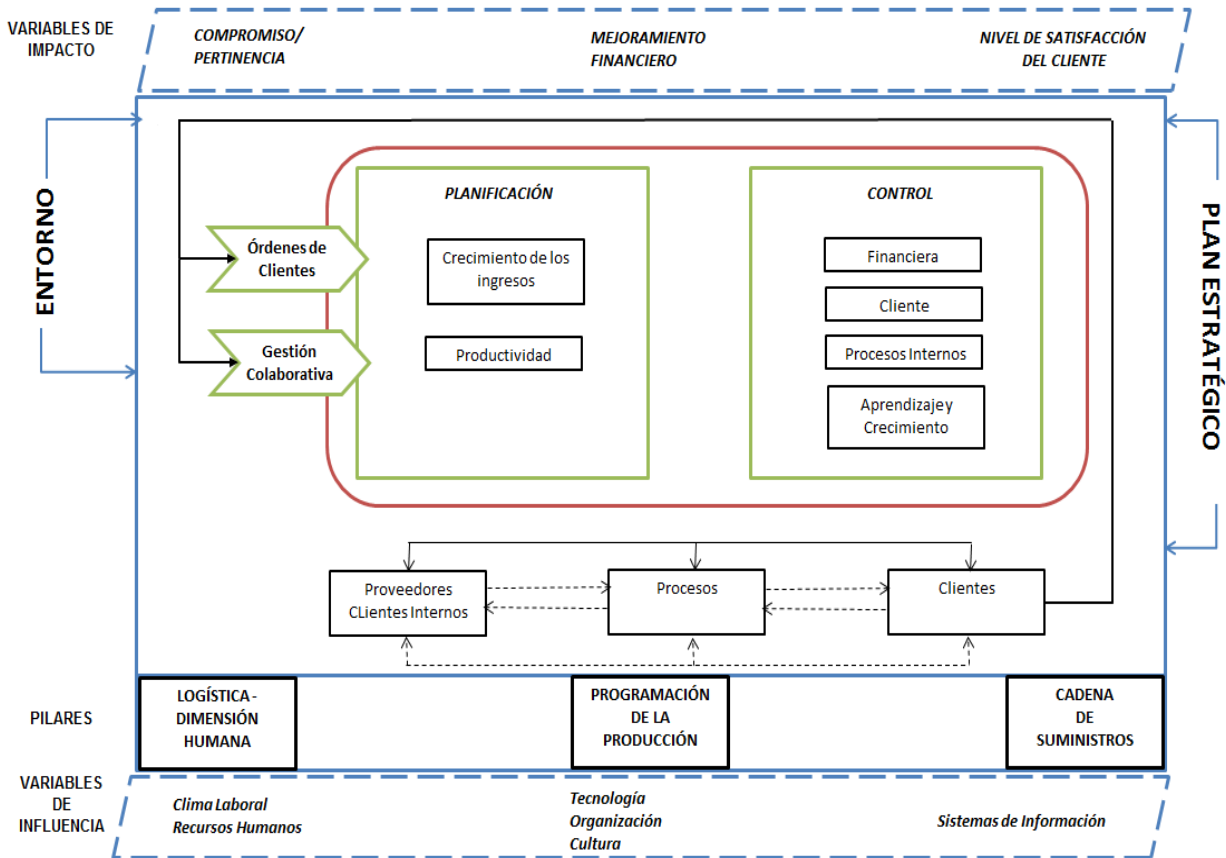 VARIABLES DE
IMPACTO
COMPROMISO/
PERTINENCIA
MEJORAMIENTO
FINANCIERO
NIVEL DE SATISFACCIÓN
DEL CLIENTE
ENTORNO
PLAN ESTRATÉGICO
PLANIFICACIÓN
CONTROL
Órdenes de
Clientes
Crecimiento de los
ingresos
Financiera
Cliente
Gestión
Colaborativa
Productividad
Procesos Internos
Aprendizaje y
Crecimiento
Proveedores
CLientes Internos
Procesos
Clientes
PILARES
LOGÍSTICA -
DIMENSIÓN
HUMANA
PROGRAMACIÓN
DE LA
PRODUCCIÓN
CADENA
DE
SUMINISTROS
VARIABLES
DE
INFLUENCIA
Clima Laboral
Recursos Humanos
Tecnología
Organización
Cultura
Sistemas de Información